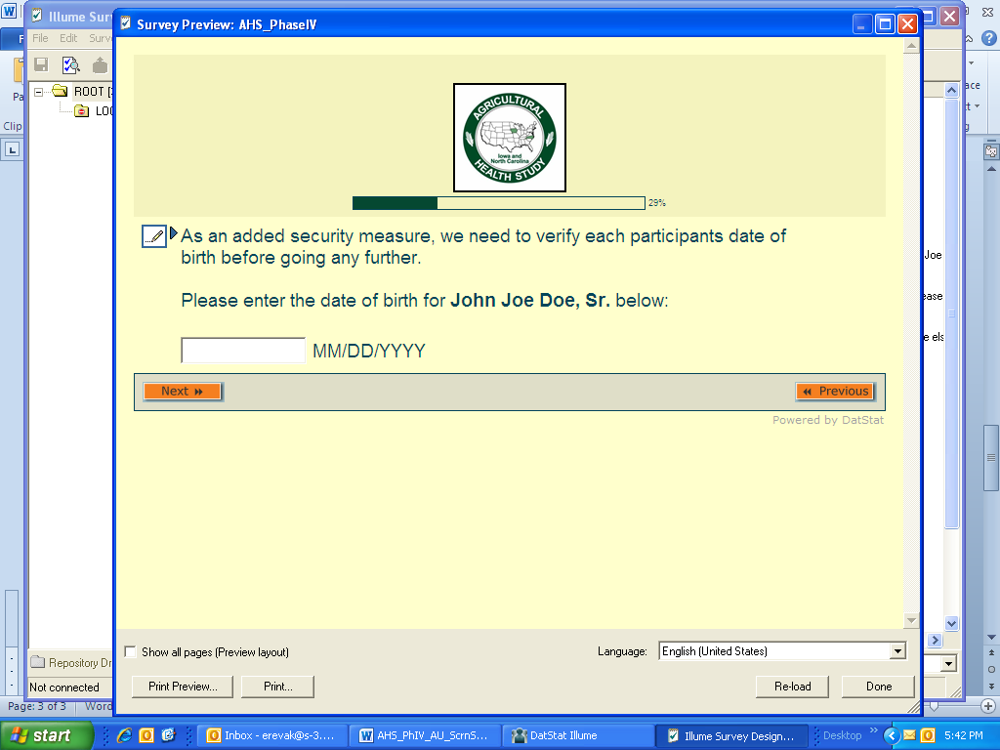 Illume Sur
Survey Preview: AHS_PhaseIV
File Edit Surv
F
Pa
Clip
ROOT [
LOC
AGRICULTURAL
Iowa and
North Carolina
HEALTH STUDY
29%
As an added security measure, we need to verify each participants date of
birth before going any further.
Please enter the date of birth for John Joe Doe, Sr. below:
MM/DD/YYYY
Next
Previous
Powered by DatStat
ace
Joe
ease
e els
Show all pages (Preview layout)
Language: English (United States)
Repository Dr
Print Preview... Print... Re-load Done
Not connected
Page: 3 of 3 Word
start Inbox - erevak@s-3.... AHS_PhIV_AU_ScrnS... DatStat Illume Illume Survey Design... Desktop » 5:42 PM